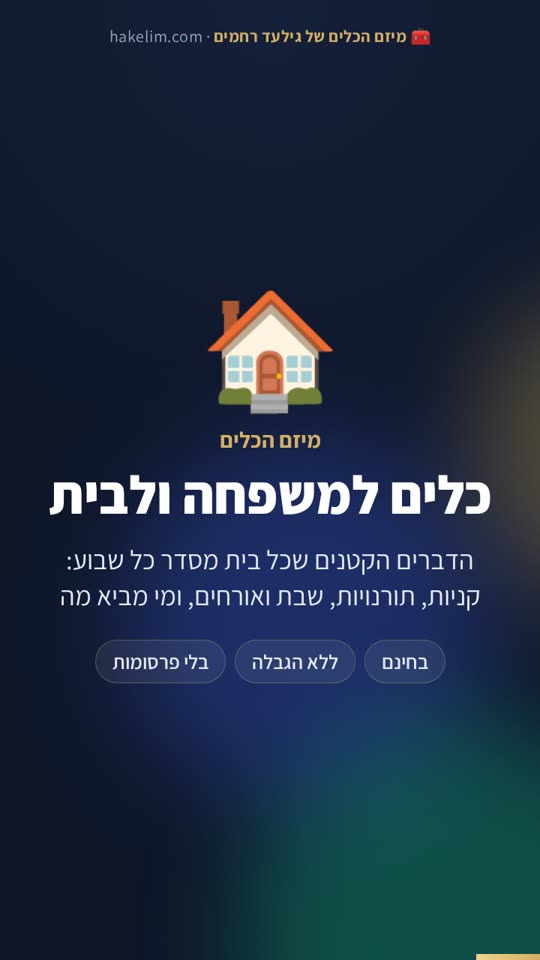 🧰 מיזם הכלים של גילעד רחמים · hakelim.com
מיזם הכלים
כלים למשפחה ולבית
הדברים הקטנים שכל בית מסדר כל שבוע:
קניות, תורנויות, שבת ואורחים, ומי מביא מה
בחינם
ללא הגבלה
בלי פרסומות